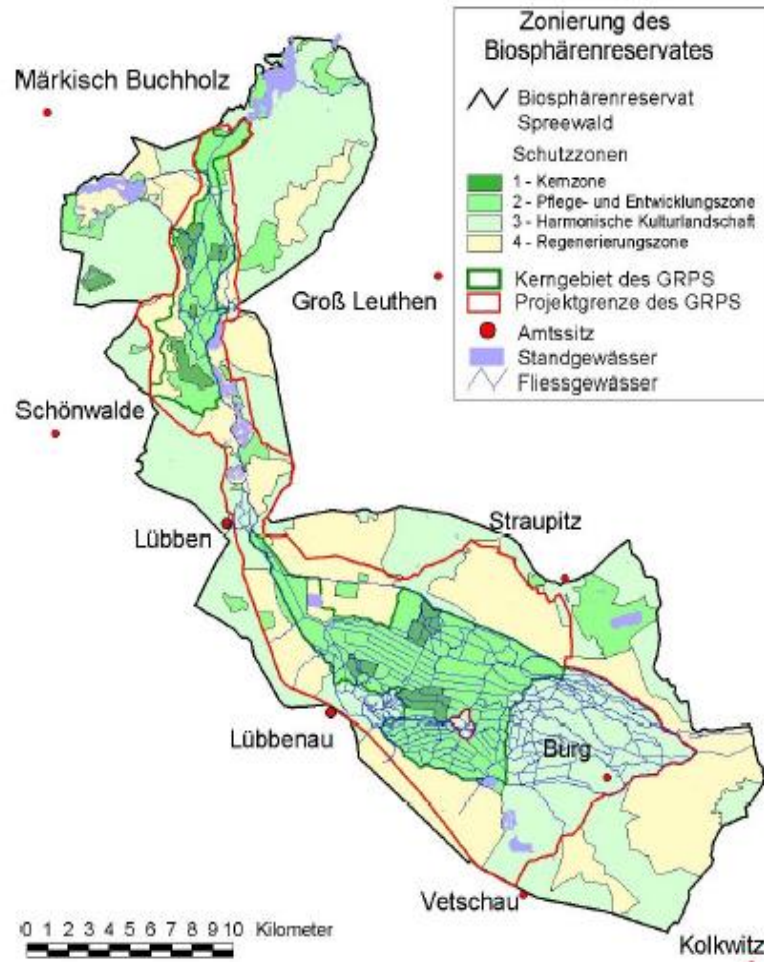 Zonierung des
Biosphärenreservates
Biosphärenreservat
Spreewald
Schutzzonen
1 - Kernzone
2 - Pflege- und Entwicklungszone
3 - Harmonische Kulturlandschaft
4 - Regenerierungszone
Kerngebiet des GRPS
Projektgrenze des GRPS
Amtssitz
Standgewässer
Fliessgewässer
Märkisch Buchholz
Groß Leuthen
Schönwalde
Lübben
Straupitz
Lübbenau
Burg
Vetschau
Kolkwitz
0 1 2 3 4 5 6 7 8 9 10 Kilometer